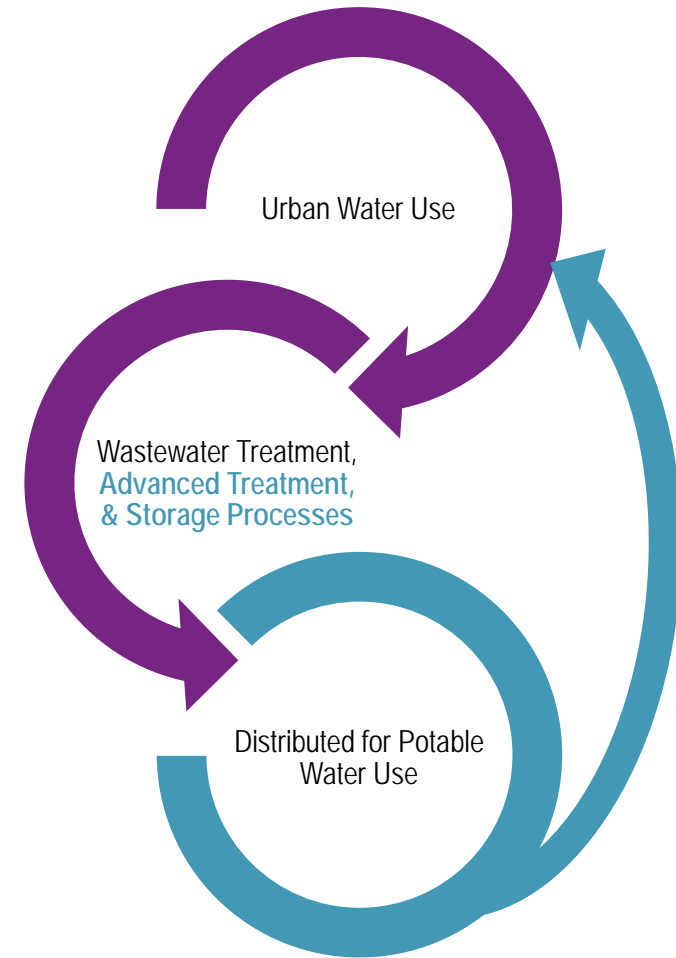 Urban Water Use
Wastewater Treatment,
Advanced Treatment,
& Storage Processes
Distributed for Potable
Water Use